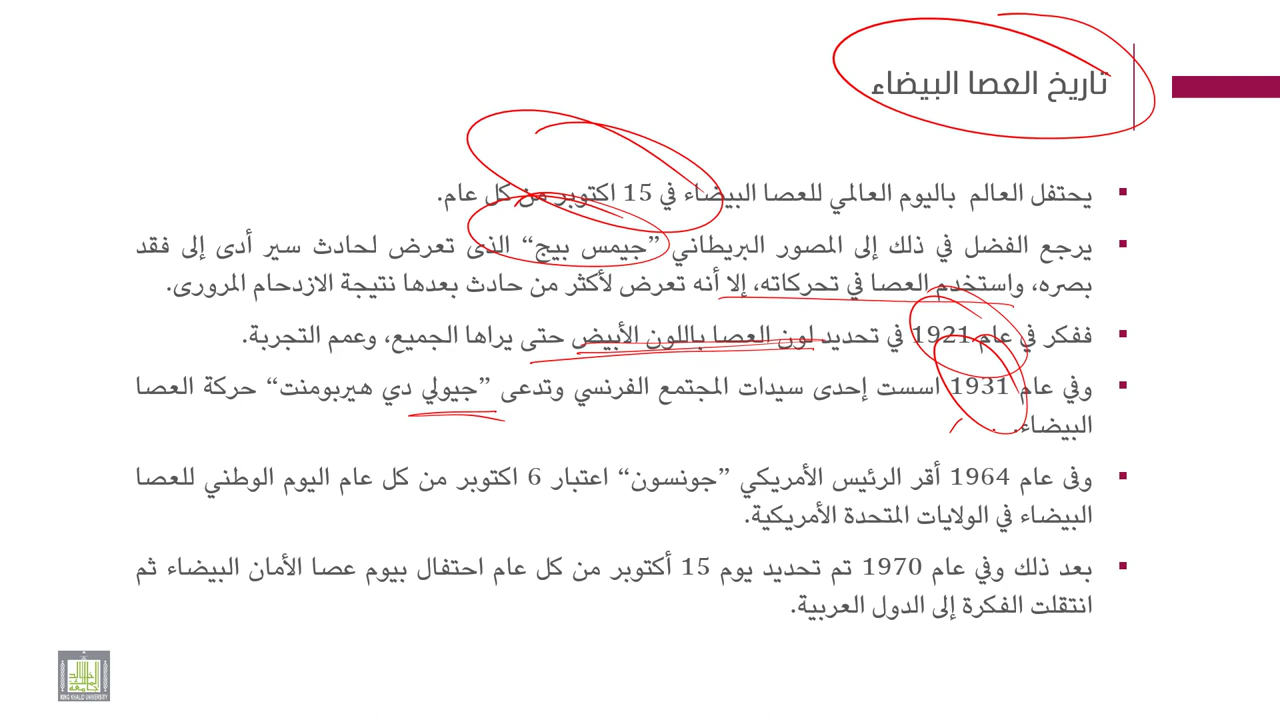 تاريخ العصا البيضاء
يحتفل العالم باليوم العالمي للعصا البيضاء في 15 اكتوبر من كل عام.
يرجع الفضل في ذلك إلى المصور البريطاني ”جيمس بيج“ الذى تعرض لحادث سير أدى إلى فقد
بصره، واستخدم العصا في تحركاته، إلا أنه تعرض لأكثر من حادث بعدها نتيجة الازدحام المرورى.
ففكر في عام 1921 في تحديد لون العصا باللون الأبيض حتى يراها الجميع، وعمم التجربة.
وفي عام 1931 اسست إحدى سيدات المجتمع الفرنسي وتدعى ”جيولي دي هيربومنت“ حركة العصا
البيضاء.
وفى عام 1964 أقر الرئيس الأمريكي ”جونسون“ اعتبار 6 اكتوبر من كل عام اليوم الوطني للعصا
البيضاء في الولايات المتحدة الأمريكية.
بعد ذلك وفي عام 1970 تم تحديد يوم 15 أكتوبر من كل عام احتفال بيوم عصا الأمان البيضاء ثم
انتقلت الفكرة إلى الدول العربية.
KING KHALID UNIVERSITY